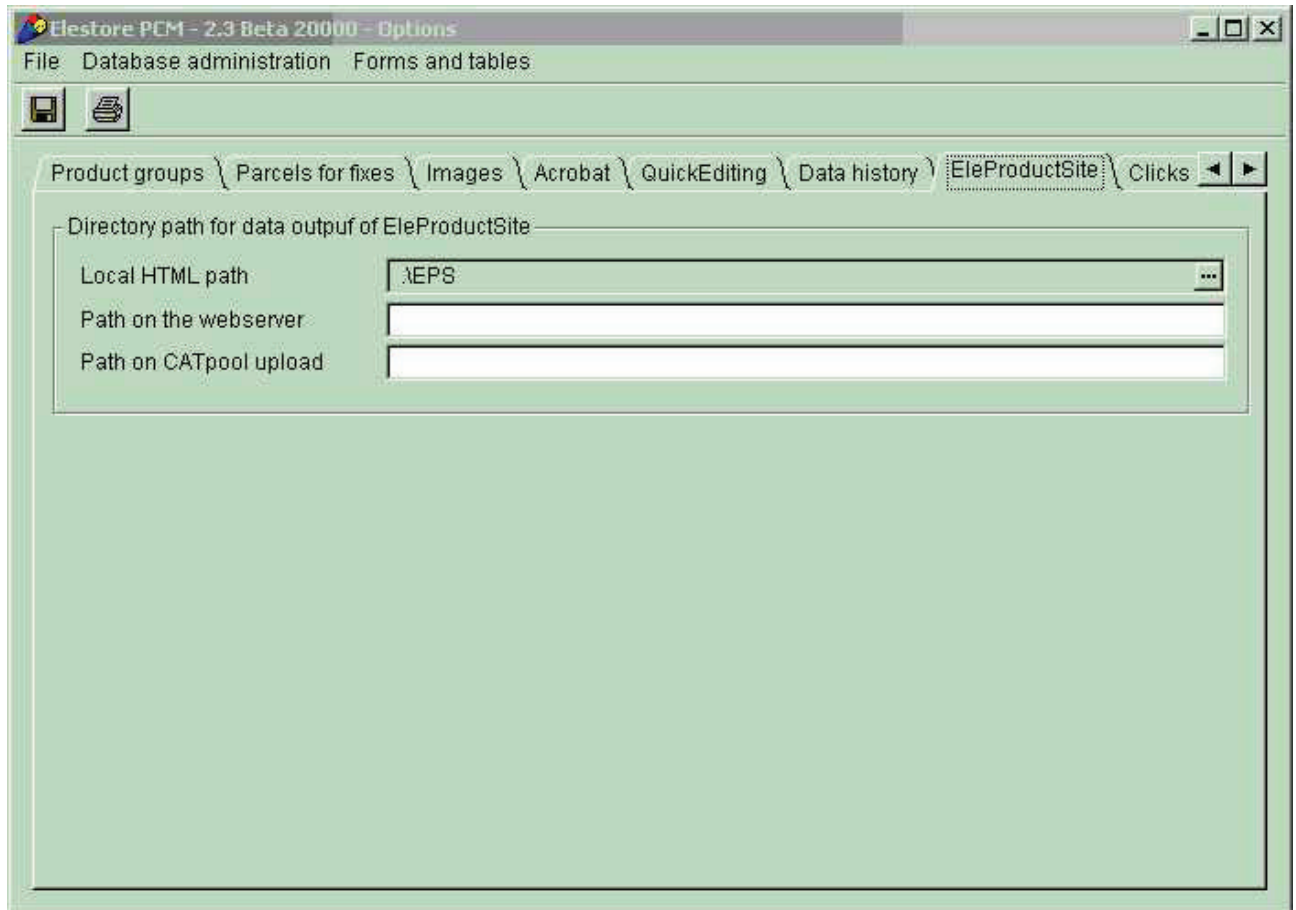 Elestore PCM - 2.3 Beta 20000 - Options
File Database administration Forms and tables
Product groups Parcels for fixes Images Acrobat QuickEditing Data history EleProductSite Clicks
Directory path for data outpuf of EleProductSite
Local HTML path .\EPS ...
Path on the webserver
Path on CATpool upload